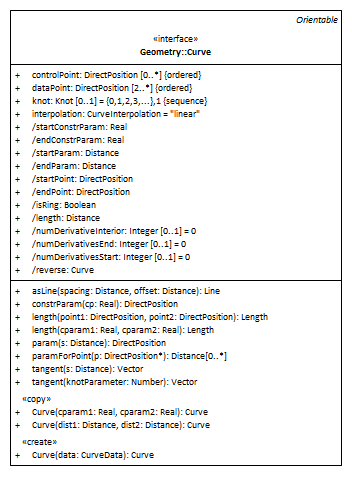 Orientable
«interface»
Geometry::Curve
+ controlPoint: DirectPosition [0..*] {ordered}
+ dataPoint: DirectPosition [2..*] {ordered}
+ knot: Knot [0..1] = {0,1,2,3,...},1 {sequence}
+ interpolation: CurveInterpolation = "linear"
+ /startConstrParam: Real
+ /endConstrParam: Real
+ /startParam: Distance
+ /endParam: Distance
+ /startPoint: DirectPosition
+ /endPoint: DirectPosition
+ /isRing: Boolean
+ /length: Distance
+ /numDerivativeInterior: Integer [0..1] = 0
+ /numDerivativesEnd: Integer [0..1] = 0
+ /numDerivativesStart: Integer [0..1] = 0
+ /reverse: Curve
+ asLine(spacing: Distance, offset: Distance): Line
+ constrParam(cp: Real): DirectPosition
+ length(point1: DirectPosition, point2: DirectPosition): Length
+ length(cparam1: Real, cparam2: Real): Length
+ param(s: Distance): DirectPosition
+ paramForPoint(p: DirectPosition*): Distance[0..*]
+ tangent(s: Distance): Vector
+ tangent(knotParameter: Number): Vector
«copy»
+ Curve(cparam1: Real, cparam2: Real): Curve
+ Curve(dist1: Distance, dist2: Distance): Curve
«create»
+ Curve(data: CurveData): Curve